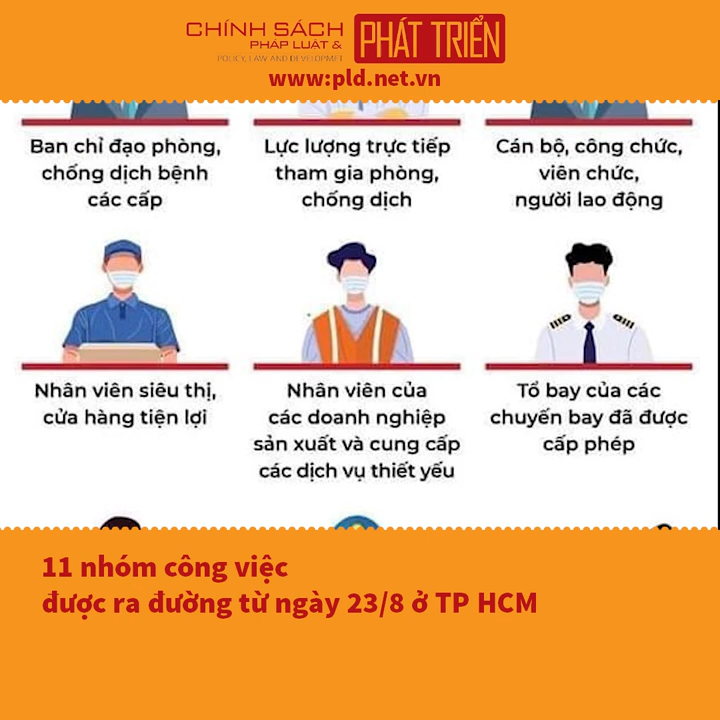 CHÍNH SÁCH
PHÁP LUẬT &
PHÁT TRIỂN
POLICY, LAW AND DEVELOPMET
www:pld.net.vn
Ban chỉ đạo phòng,
chống dịch bệnh
các cấp
Lực lượng trực tiếp
tham gia phòng,
chống dịch
Cán bộ, công chức,
viên chức,
người lao động
Nhân viên siêu thị,
cửa hàng tiện lợi
Nhân viên của
các doanh nghiệp
sản xuất và cung cấp
các dịch vụ thiết yếu
Tổ bay của các
chuyến bay đã được
cấp phép
11 nhóm công việc
được ra đường từ ngày 23/8 ở TP HCM